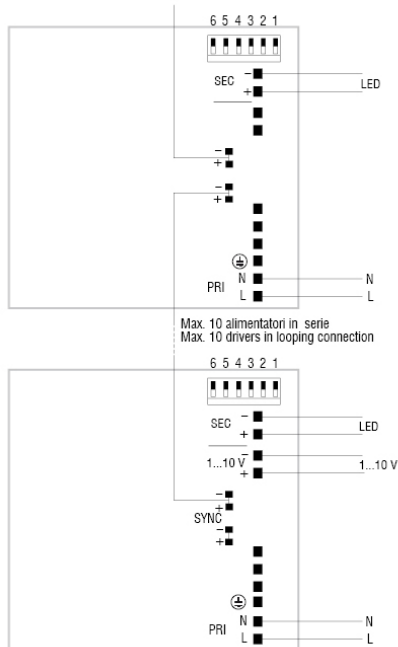 6 5 4 3 2 1
SEC
-
+
LED
-
+
-
+
PRI
N
L
N
L
Max. 10 alimentatori in serie
Max. 10 drivers in looping connection
6 5 4 3 2 1
SEC
-
+
LED
1...10 V
-
+
1...10 V
-
+
SYNC
-
+
PRI
N
L
N
L